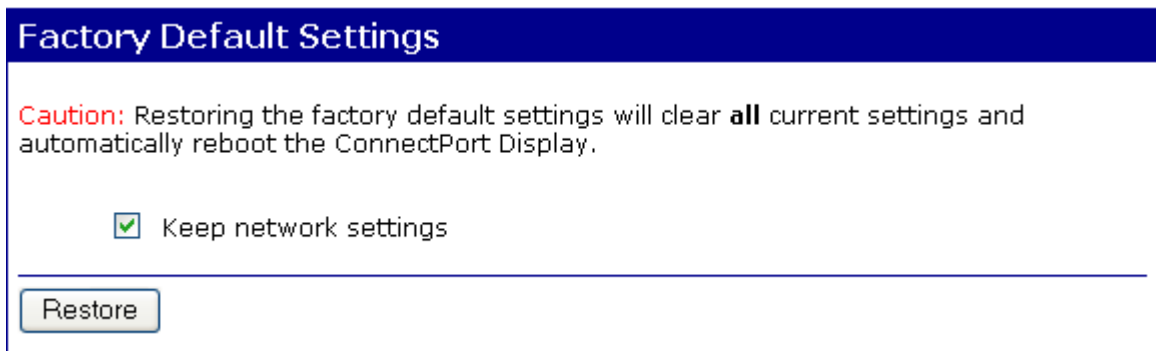 Factory Default Settings
Caution: Restoring the factory default settings will clear all current settings and
automatically reboot the ConnectPort Display.
Keep network settings
Restore